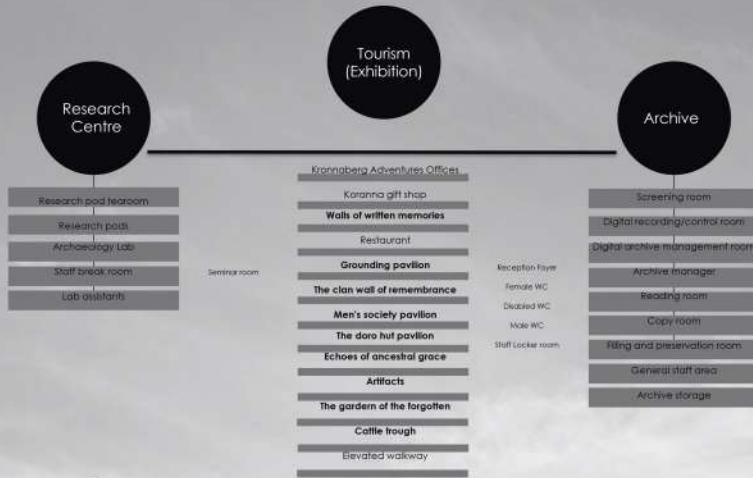 Tourism
(Exhibition)
Research
Centre
Archive
Research pod tearoom
Research pods
Archaeology Lab
Staff break room
Lab assistants
Seminar room
Kronnaberg Adventures Offices
Koranna gift shop
Walls of written memories
Restaurant
Grounding pavilion
The clan wall of remembrance
Men's society pavilion
The doro hut pavilion
Echoes of ancestral grace
Artifacts
The gardern of the forgotten
Cattle trough
Elevated walkway
Reception Foyer
Female WC
Disabled WC
Male WC
Staff Locker room
Screening room
Digital recording/control room
Digital archive management room
Archive manager
Reading room
Copy room
Filling and preservation room
General staff area
Archive storage